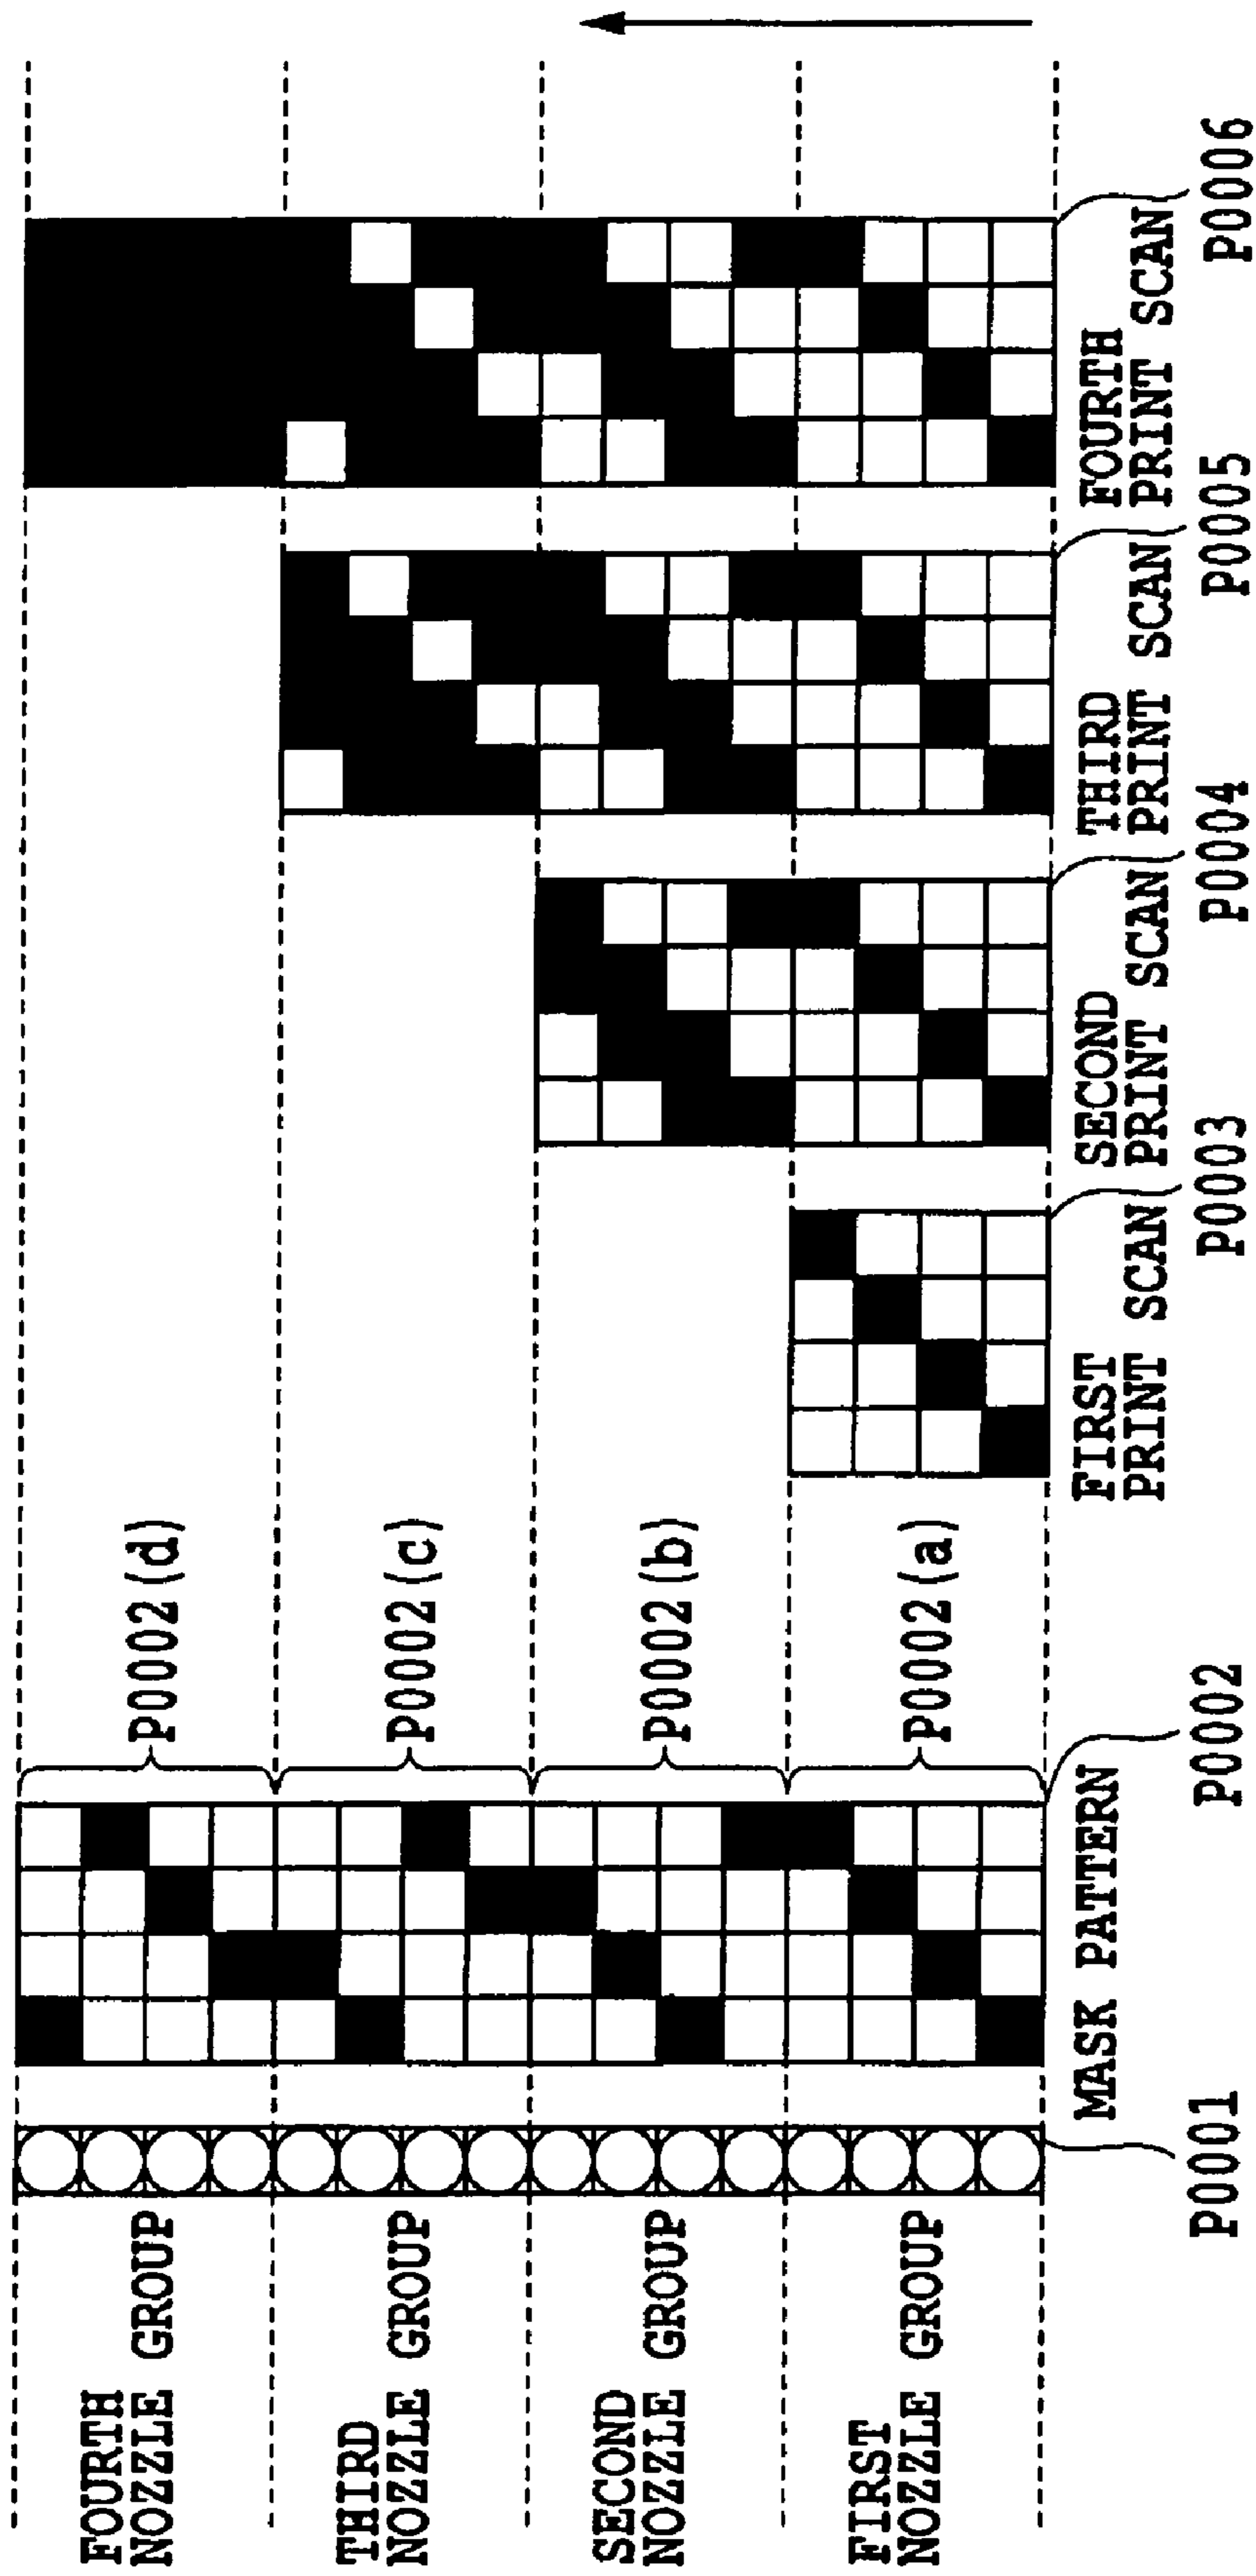 FOURTH
NOZZLE GROUP
THIRD
NOZZLE GROUP
SECOND
NOZZLE GROUP
FIRST
NOZZLE GROUP
P0001
MASK PATTERN
P0002
P0002(d)
P0002(c)
P0002(b)
P0002(a)
FIRST
PRINT SCAN
P0003
SECOND
PRINT SCAN
P0004
THIRD
PRINT SCAN
P0005
FOURTH
PRINT SCAN
P0006